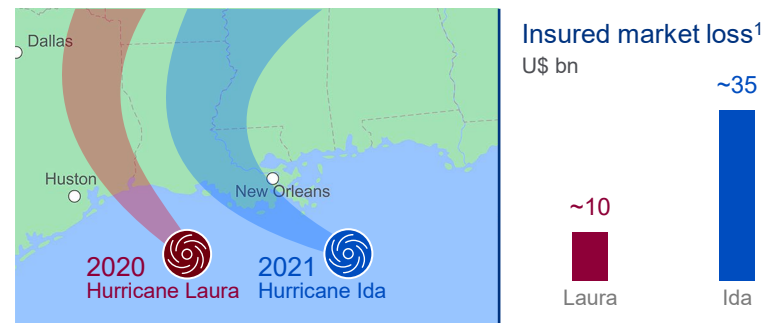 Dallas
Huston
New Orleans
2020
Hurricane Laura
2021
Hurricane Ida
Insured market loss¹
U$ bn
~35
~10
Laura
Ida